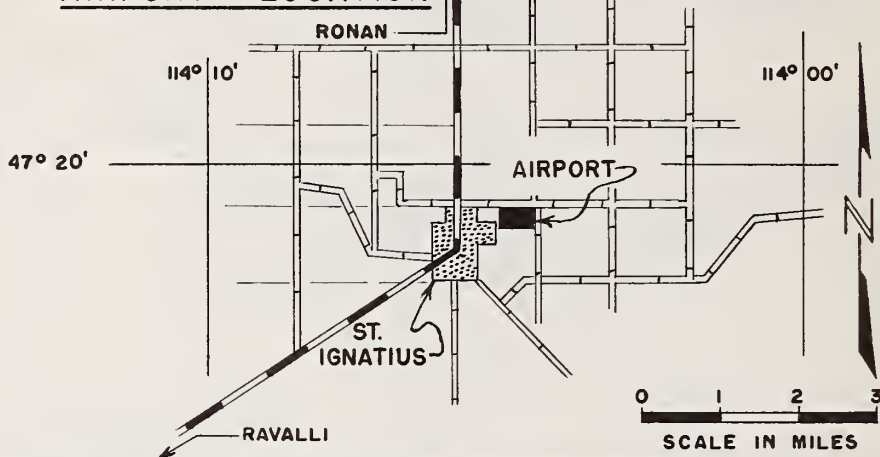 RONAN
114° 10'
114° 00'
47° 20'
AIRPORT
N
ST.
IGNATIUS
0 1 2 3
SCALE IN MILES
RAVALLI